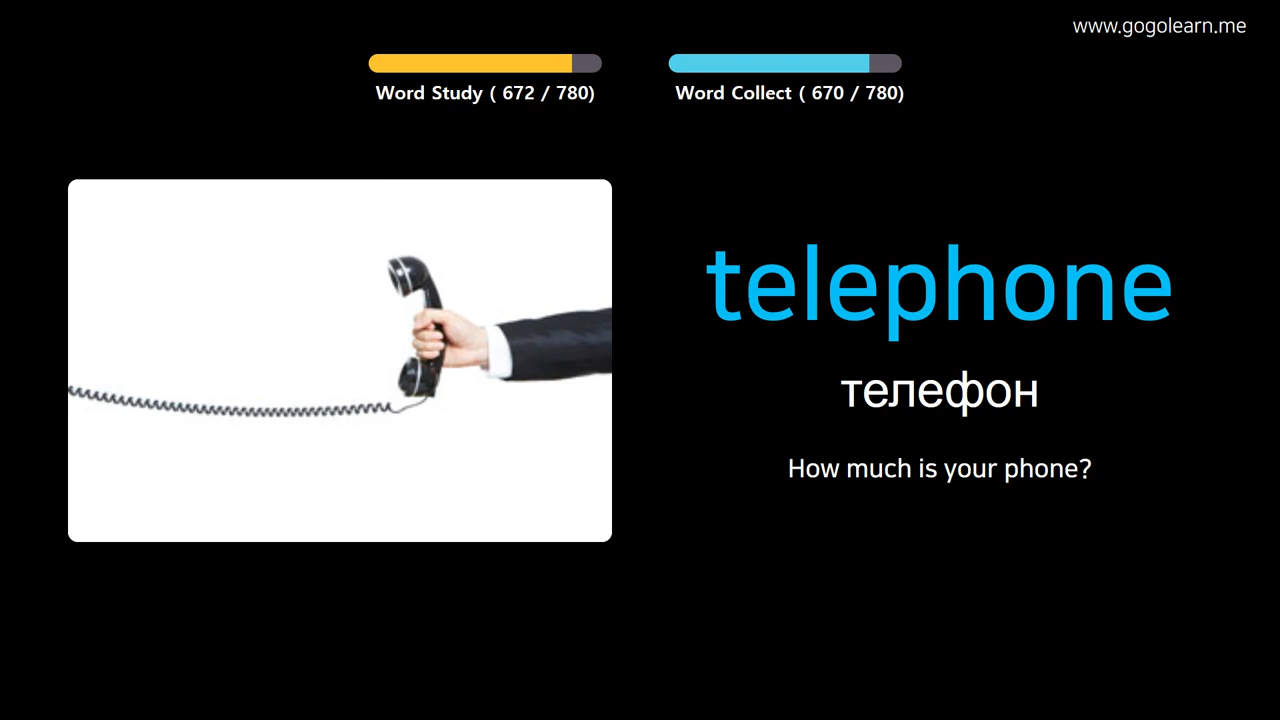 www.gogolearn.me
Word Study ( 672 / 780)
Word Collect ( 670 / 780)
telephone
телефон
How much is your phone?